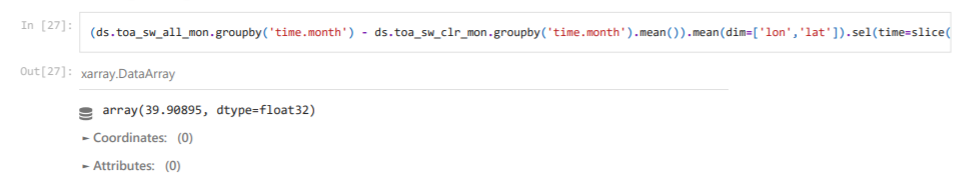 In [27]: (ds.toa_sw_all_mon.groupby('time.month') - ds.toa_sw_clr_mon.groupby('time.month').mean()).mean(dim=['lon','lat']).sel(time=slice(
Out[27]: xarray.DataArray
array(39.90895, dtype=float32)
► Coordinates: (0)
► Attributes: (0)